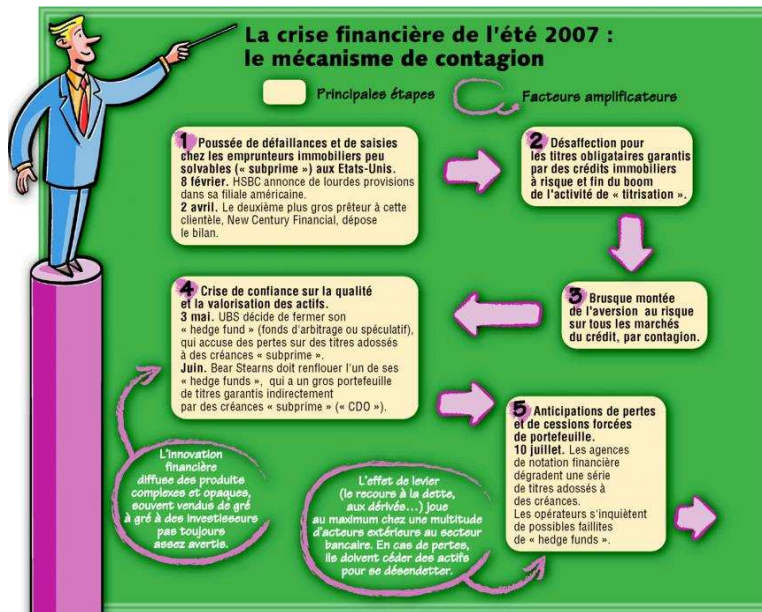 La crise financière de l'été 2007 :
le mécanisme de contagion
Principales étapes
Facteurs amplificateurs
1 Poussée de défaillances et de saisies
chez les emprunteurs immobiliers peu
solvables (« subprime ») aux Etats-Unis.
8 février. HSBC annonce de lourdes provisions
dans sa filiale américaine.
2 avril. Le deuxième plus gros prêteur à cette
clientèle, New Century Financial, dépose
le bilan.
2 Désaffection pour
les titres obligataires garantis
par des crédits immobiliers
à risque et fin du boom
de l'activité de « titrisation ».
3 Brusque montée
de l'aversion au risque
sur tous les marchés
du crédit, par contagion.
4 Crise de confiance sur la qualité
et la valorisation des actifs.
3 mai. UBS décide de fermer son
« hedge fund » (fonds d'arbitrage ou spéculatif),
qui accuse des pertes sur des titres adossés
à des créances « subprime ».
Juin. Bear Stearns doit renflouer l'un de ses
« hedge funds », qui a un gros portefeuille
de titres garantis indirectement
par des créances « subprime » (« CDO »).
5 Anticipations de pertes
et de cessions forcées
de portefeuille.
10 juillet. Les agences
de notation financière
dégradent une série
de titres adossés à
des créances.
Les opérateurs s'inquiètent
de possibles faillites
de « hedge funds ».
L'innovation
financière
diffuse des produits
complexes et opaques,
souvent vendus de gré
à gré à des investisseurs
pas toujours
assez avertis.
L'effet de levier
(le recours à la dette,
aux dérivés...) joue
au maximum chez une multitude
d'acteurs extérieurs au secteur
bancaire. En cas de pertes,
ils doivent céder des actifs
pour se désendetter.